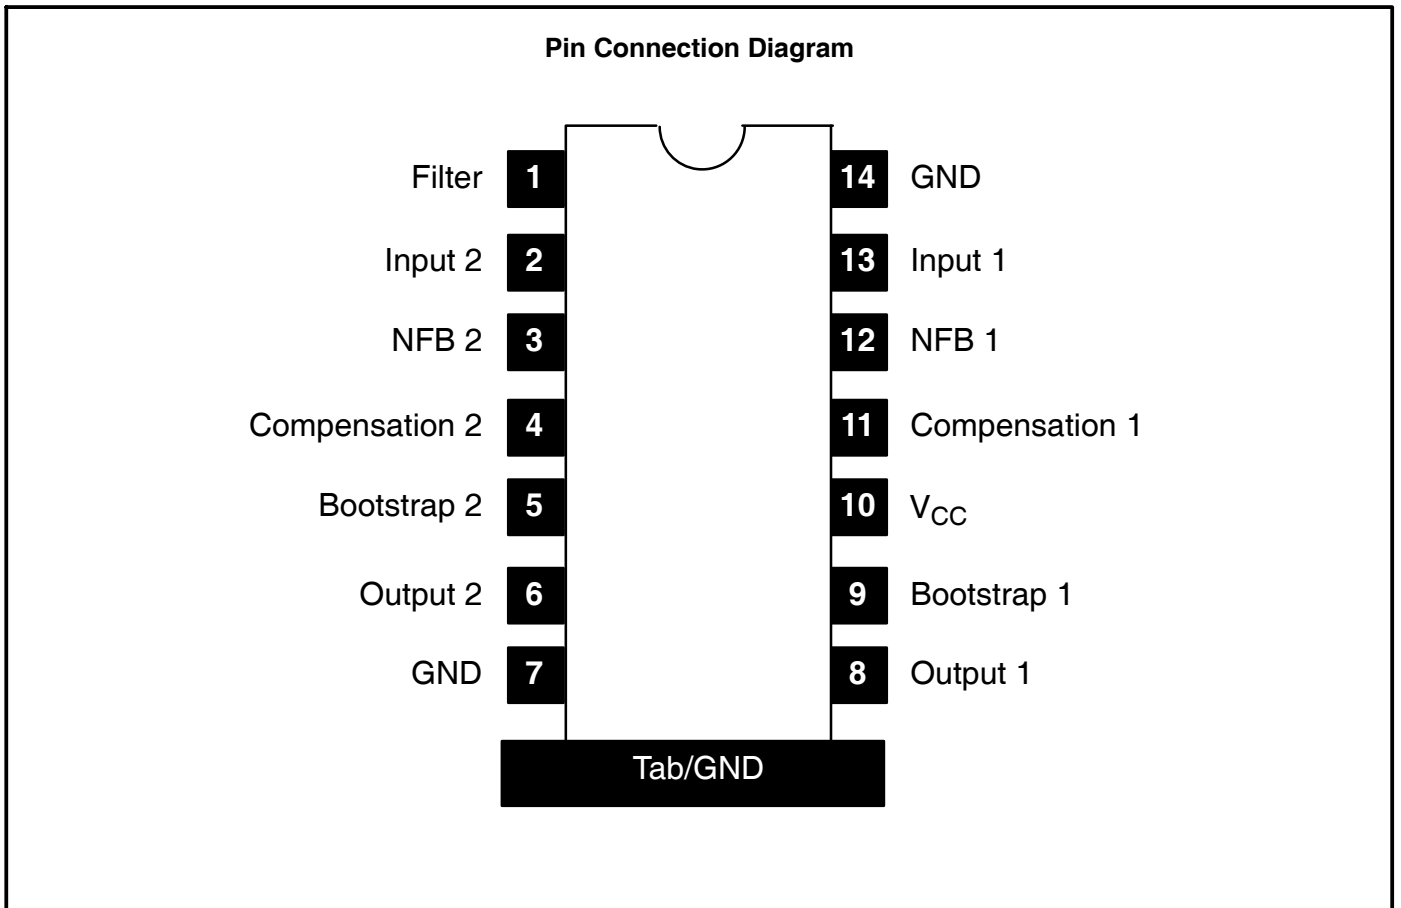 Pin Connection Diagram
Filter 1 14 GND
Input 2 2 13 Input 1
NFB 2 3 12 NFB 1
Compensation 2 4 11 Compensation 1
Bootstrap 2 5 10 VCC
Output 2 6 9 Bootstrap 1
GND 7 8 Output 1
Tab/GND